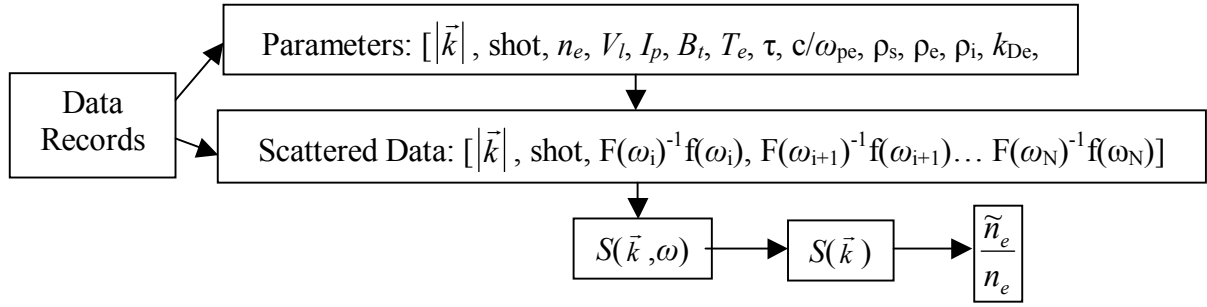 Parameters: [|k⃗|, shot, nₑ, Vₗ, Iₚ, Bₜ, Tₑ, τ, c/ωₚₑ, ρₛ, ρₑ, ρᵢ, k_De,
Data
Records
Scattered Data: [|k⃗|, shot, F(ωᵢ)⁻¹f(ωᵢ), F(ωᵢ₊₁)⁻¹f(ωᵢ₊₁)… F(ω_N)⁻¹f(ω_N)]
S(k⃗,ω)
S(k⃗)
ñₑ
nₑ